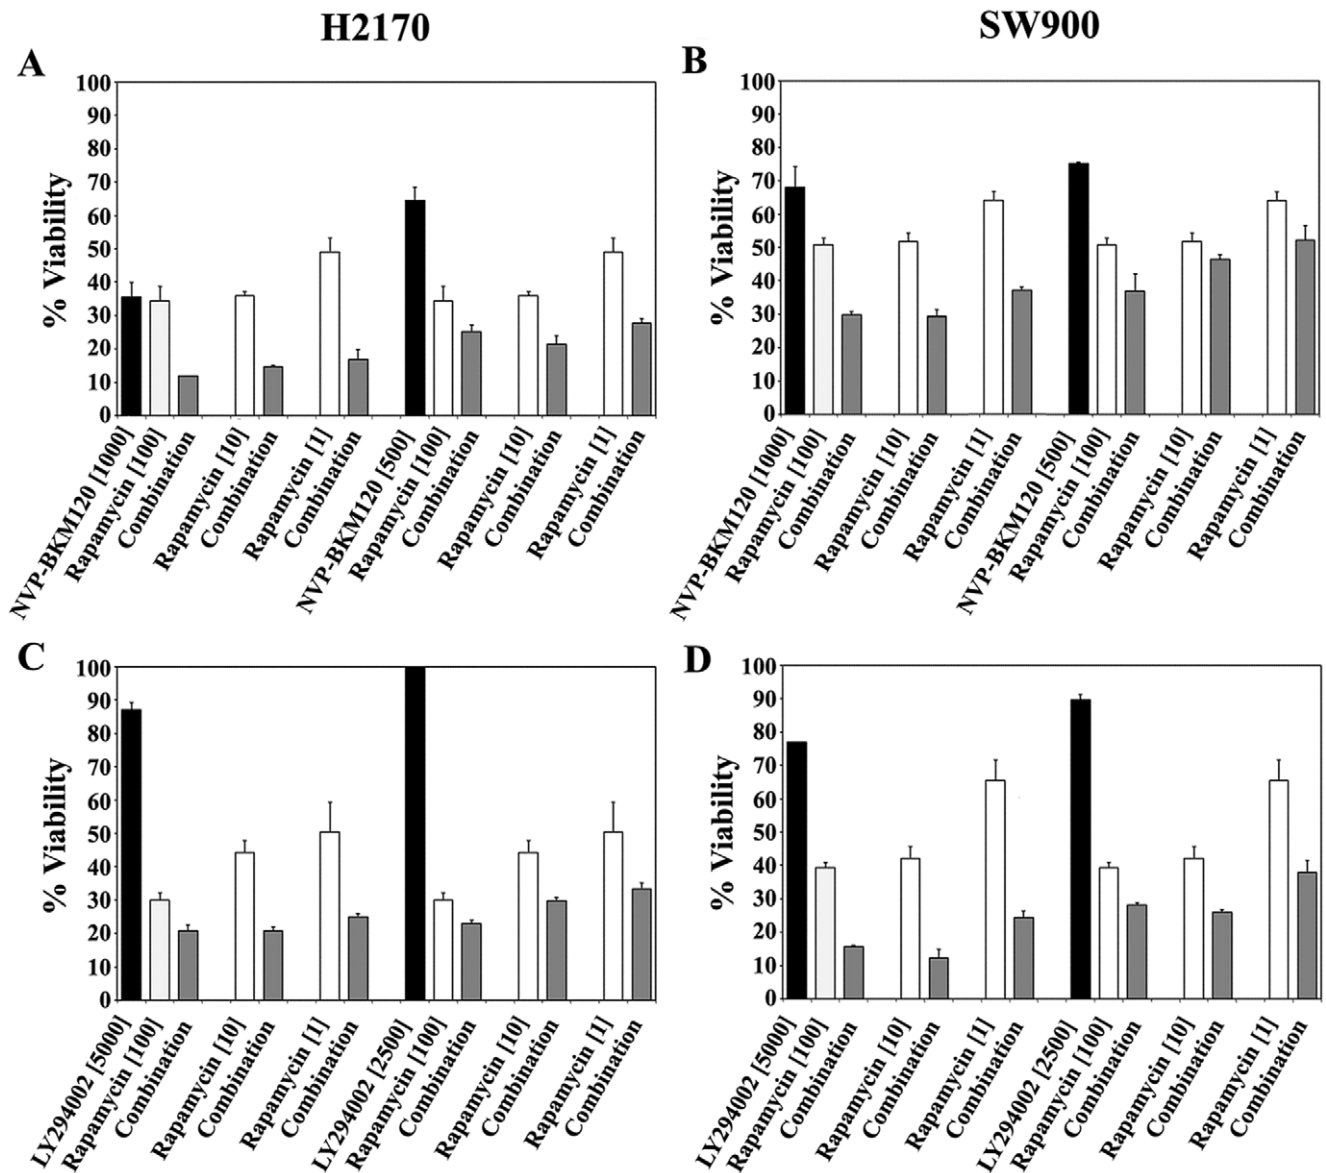 H2170
SW900
A
100
90
80
70
60
50
40
30
20
10
0
% Viability
NVP-BKM120 [1000]
Rapamycin [100]
Combination
Rapamycin [10]
Combination
Rapamycin [1]
Combination
NVP-BKM120 [500]
Rapamycin [100]
Combination
Rapamycin [10]
Combination
Rapamycin [1]
Combination
B
100
90
80
70
60
50
40
30
20
10
0
% Viability
NVP-BKM120 [1000]
Rapamycin [100]
Combination
Rapamycin [10]
Combination
Rapamycin [1]
Combination
NVP-BKM120 [500]
Rapamycin [100]
Combination
Rapamycin [10]
Combination
Rapamycin [1]
Combination
C
100
90
80
70
60
50
40
30
20
10
0
% Viability
LY294002 [5000]
Rapamycin [100]
Combination
Rapamycin [10]
Combination
Rapamycin [1]
Combination
LY294002 [2500]
Rapamycin [100]
Combination
Rapamycin [10]
Combination
Rapamycin [1]
Combination
D
100
90
80
70
60
50
40
30
20
10
0
% Viability
LY294002 [5000]
Rapamycin [100]
Combination
Rapamycin [10]
Combination
Rapamycin [1]
Combination
LY294002 [2500]
Rapamycin [100]
Combination
Rapamycin [10]
Combination
Rapamycin [1]
Combination